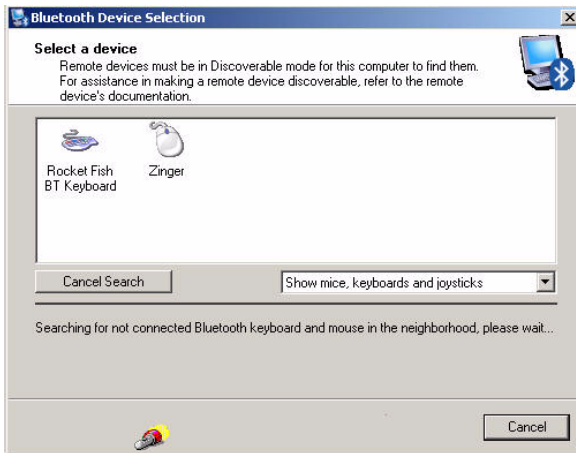 Bluetooth Device Selection
Select a device
Remote devices must be in Discoverable mode for this computer to find them.
For assistance in making a remote device discoverable, refer to the remote
device's documentation.
Rocket Fish
BT Keyboard
Zinger
Cancel Search
Show mice, keyboards and joysticks
Searching for not connected Bluetooth keyboard and mouse in the neighborhood, please wait...
Cancel